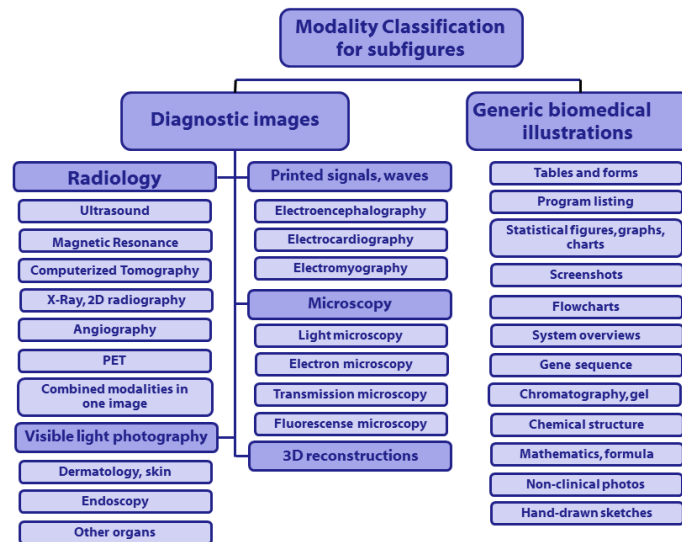 Modality Classification
for subfigures
Diagnostic images
Generic biomedical
illustrations
Radiology
Ultrasound
Magnetic Resonance
Computerized Tomography
X-Ray, 2D radiography
Angiography
PET
Combined modalities in
one image
Visible light photography
Dermatology, skin
Endoscopy
Other organs
Printed signals, waves
Electroencephalography
Electrocardiography
Electromyography
Microscopy
Light microscopy
Electron microscopy
Transmission microscopy
Fluorescense microscopy
3D reconstructions
Tables and forms
Program listing
Statistical figures, graphs,
charts
Screenshots
Flowcharts
System overviews
Gene sequence
Chromatography, gel
Chemical structure
Mathematics, formula
Non-clinical photos
Hand-drawn sketches